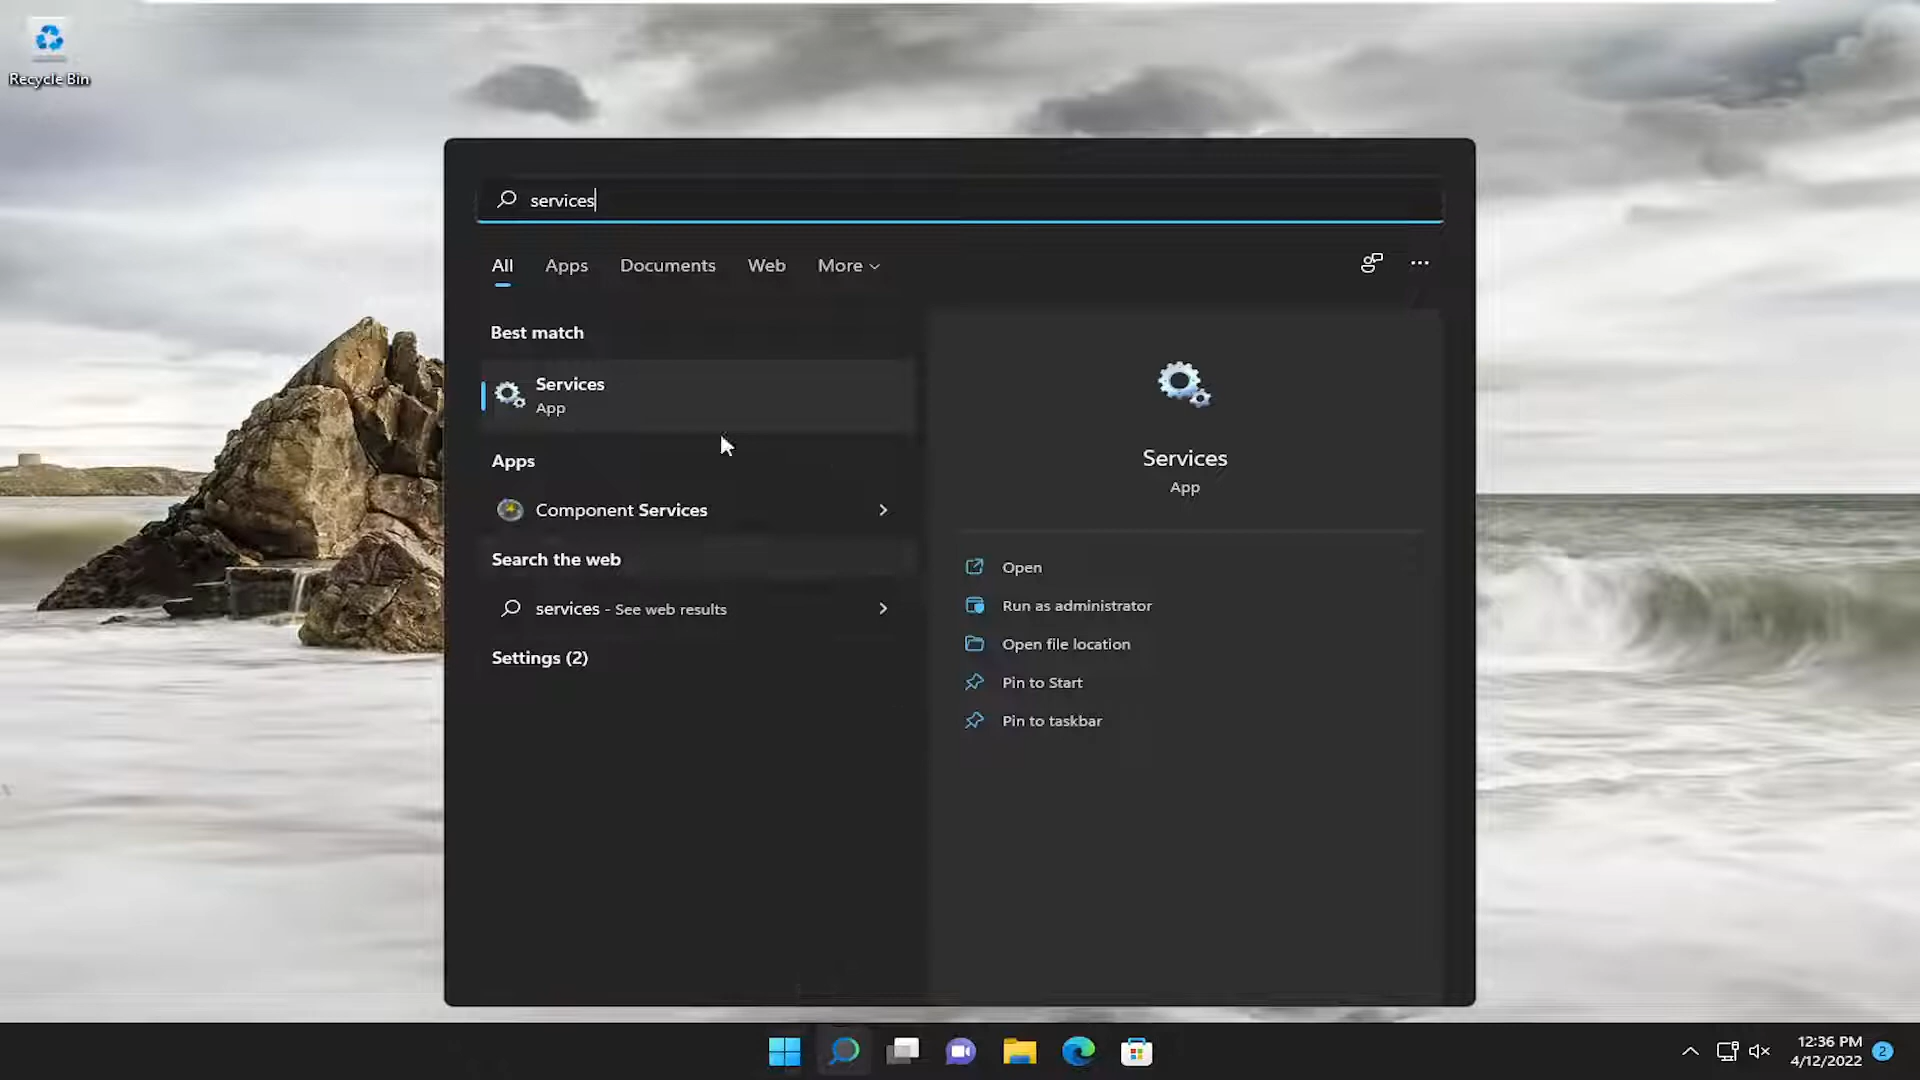 Recycle Bin
services
All Apps Documents Web More
Best match
Services
App
Apps
Component Services
Search the web
services - See web results
Settings (2)
Services
App
Open
Run as administrator
Open file location
Pin to Start
Pin to taskbar
12:36 PM
4/12/2022
2